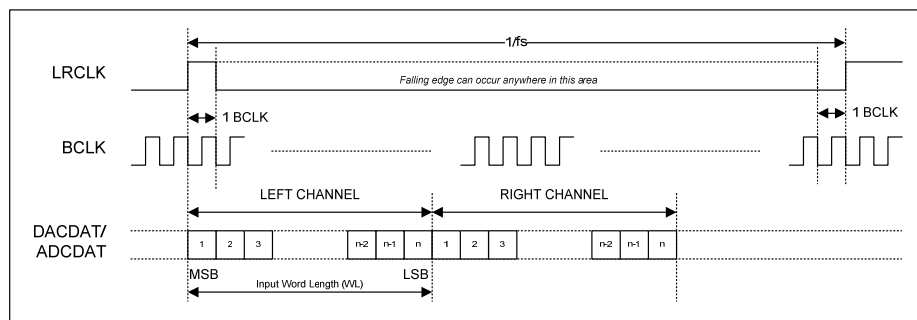 1/fs
LRCLK
Falling edge can occur anywhere in this area
1 BCLK
1 BCLK
BCLK
LEFT CHANNEL
RIGHT CHANNEL
DACDAT/
ADCDAT
1 2 3 n-2 n-1 n 1 2 3 n-2 n-1 n
MSB LSB
Input Word Length (WL)